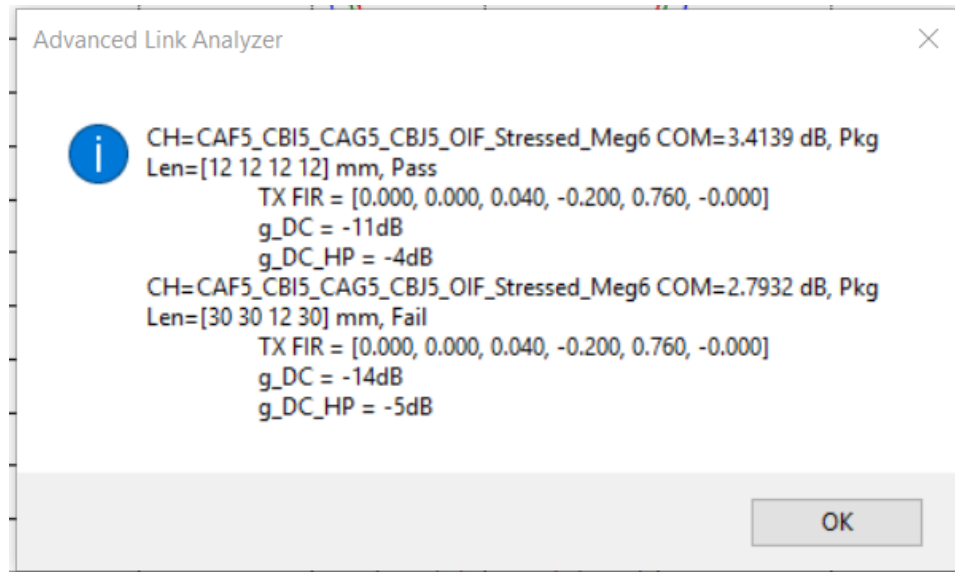 Advanced Link Analyzer
CH=CAF5_CBI5_CAG5_CBJ5_OIF_Stressed_Meg6 COM=3.4139 dB, Pkg
Len=[12 12 12 12] mm, Pass
TX FIR = [0.000, 0.000, 0.040, -0.200, 0.760, -0.000]
g_DC = -11dB
g_DC_HP = -4dB
CH=CAF5_CBI5_CAG5_CBJ5_OIF_Stressed_Meg6 COM=2.7932 dB, Pkg
Len=[30 30 12 30] mm, Fail
TX FIR = [0.000, 0.000, 0.040, -0.200, 0.760, -0.000]
g_DC = -14dB
g_DC_HP = -5dB
OK